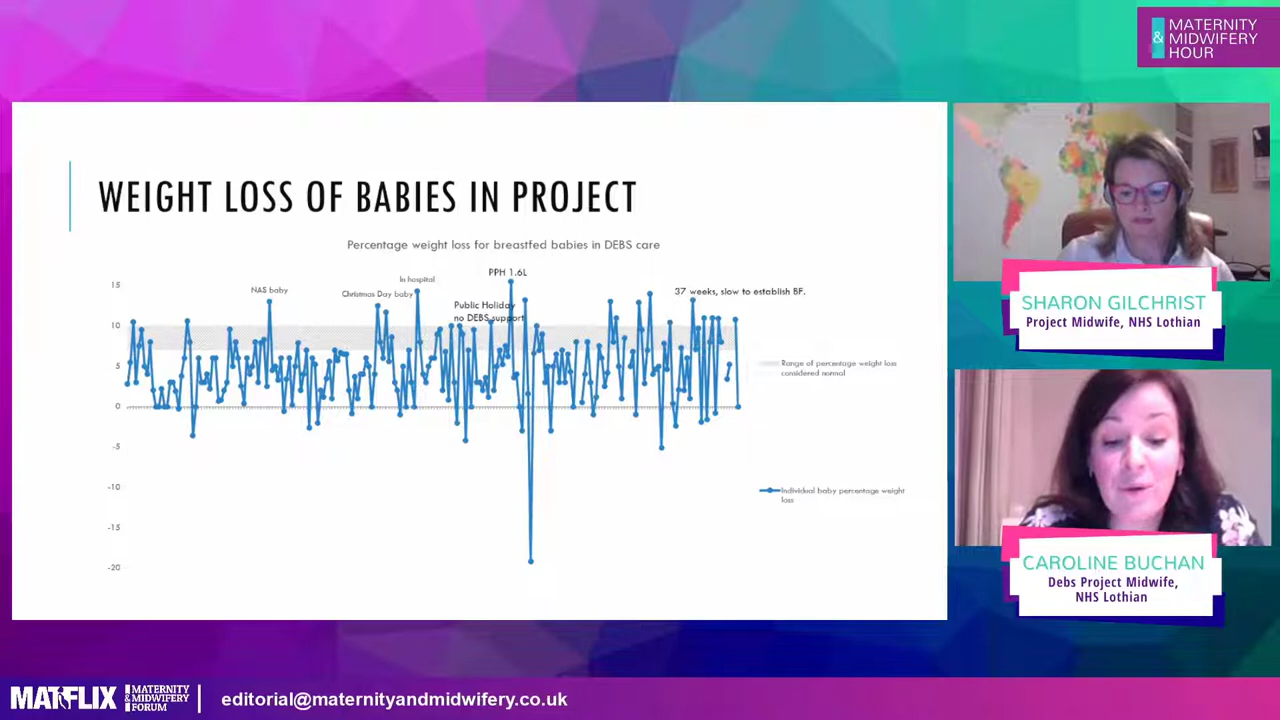 MATERNITY
& MIDWIFERY
HOUR
WEIGHT LOSS OF BABIES IN PROJECT
Percentage weight loss for breastfed babies in DEBS care
15
10
5
0
-5
-10
-15
-20
NAS baby
Christmas Day baby
In hospital
PPH 1.6L
Public Holiday
no DEBS support
37 weeks, slow to establish BF.
Range of percentage weight loss
considered normal
Individual baby percentage weight
loss
SHARON GILCHRIST
Project Midwife, NHS Lothian
CAROLINE BUCHAN
Debs Project Midwife,
NHS Lothian
MATFLIX
MATERNITY
& MIDWIFERY
FORUM
editorial@maternityandmidwifery.co.uk